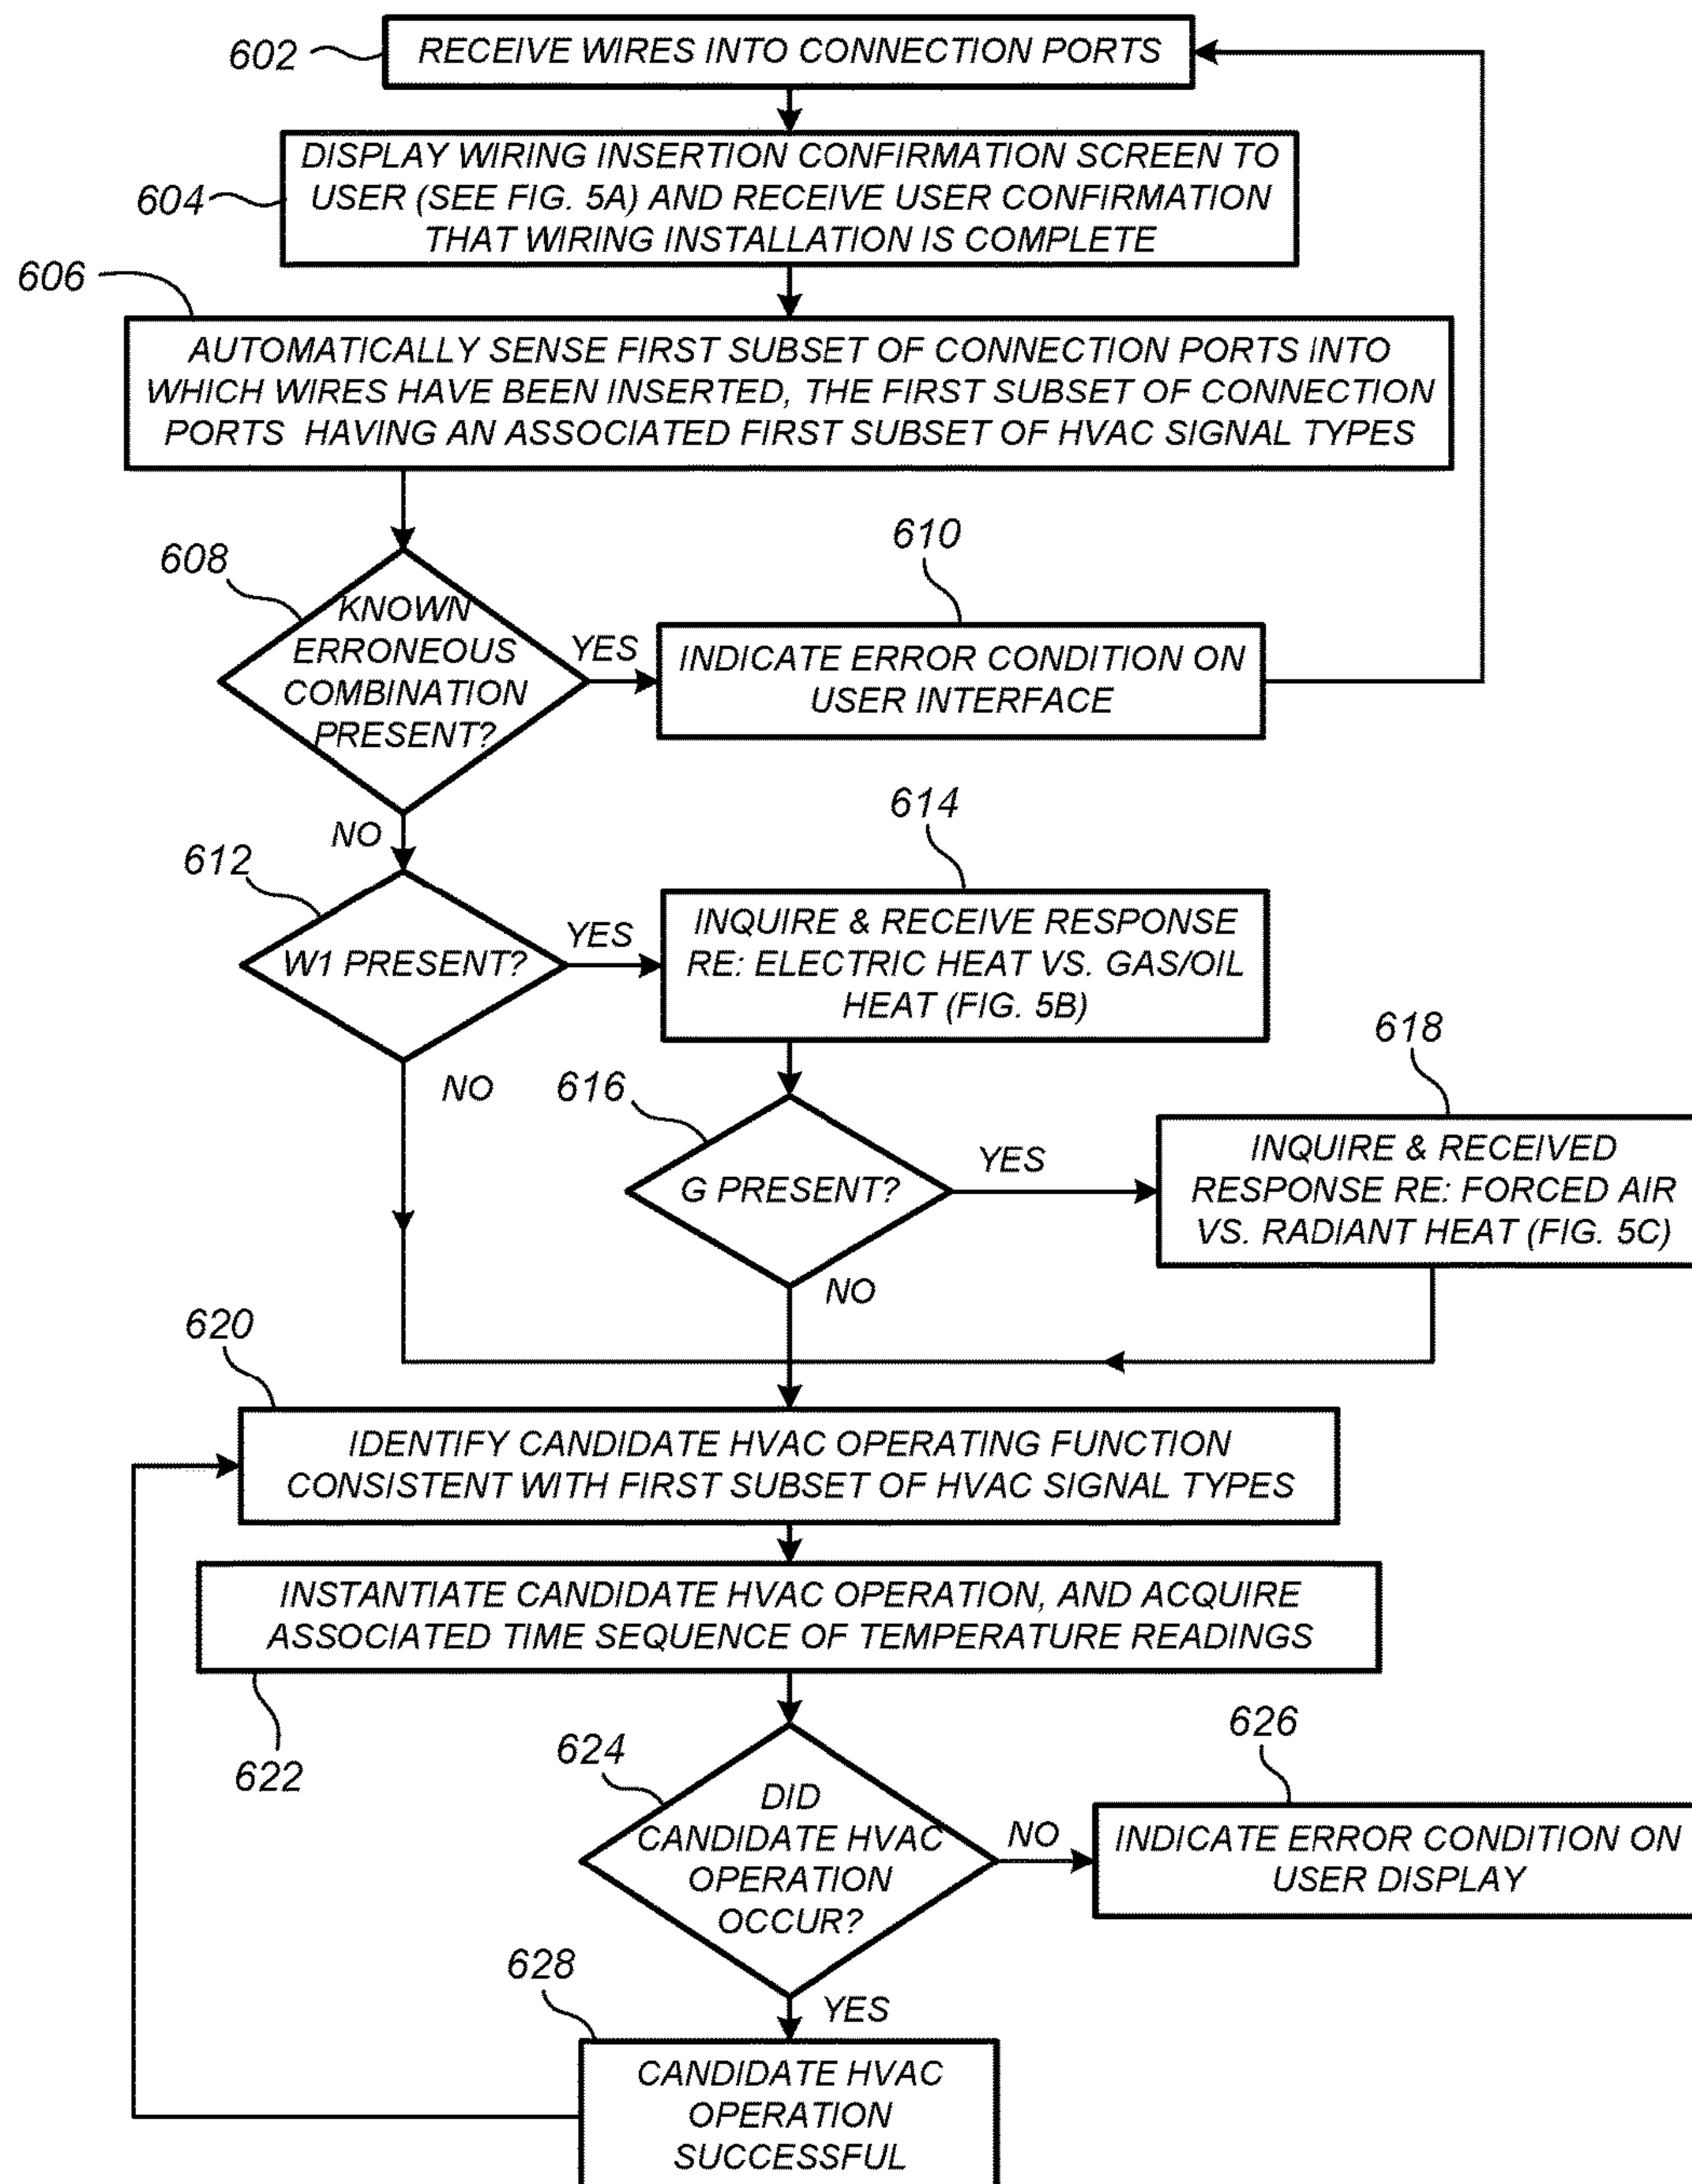 602
RECEIVE WIRES INTO CONNECTION PORTS
604
DISPLAY WIRING INSERTION CONFIRMATION SCREEN TO
USER (SEE FIG. 5A) AND RECEIVE USER CONFIRMATION
THAT WIRING INSTALLATION IS COMPLETE
606
AUTOMATICALLY SENSE FIRST SUBSET OF CONNECTION PORTS INTO
WHICH WIRES HAVE BEEN INSERTED, THE FIRST SUBSET OF CONNECTION
PORTS HAVING AN ASSOCIATED FIRST SUBSET OF HVAC SIGNAL TYPES
608
KNOWN
ERRONEOUS
COMBINATION
PRESENT?
YES
610
INDICATE ERROR CONDITION ON
USER INTERFACE
NO
612
W1 PRESENT?
YES
614
INQUIRE & RECEIVE RESPONSE
RE: ELECTRIC HEAT VS. GAS/OIL
HEAT (FIG. 5B)
NO
616
G PRESENT?
YES
618
INQUIRE & RECEIVED
RESPONSE RE: FORCED AIR
VS. RADIANT HEAT (FIG. 5C)
NO
620
IDENTIFY CANDIDATE HVAC OPERATING FUNCTION
CONSISTENT WITH FIRST SUBSET OF HVAC SIGNAL TYPES
INSTANTIATE CANDIDATE HVAC OPERATION, AND ACQUIRE
ASSOCIATED TIME SEQUENCE OF TEMPERATURE READINGS
622
624
DID
CANDIDATE HVAC
OPERATION
OCCUR?
NO
626
INDICATE ERROR CONDITION ON
USER DISPLAY
YES
628
CANDIDATE HVAC
OPERATION
SUCCESSFUL